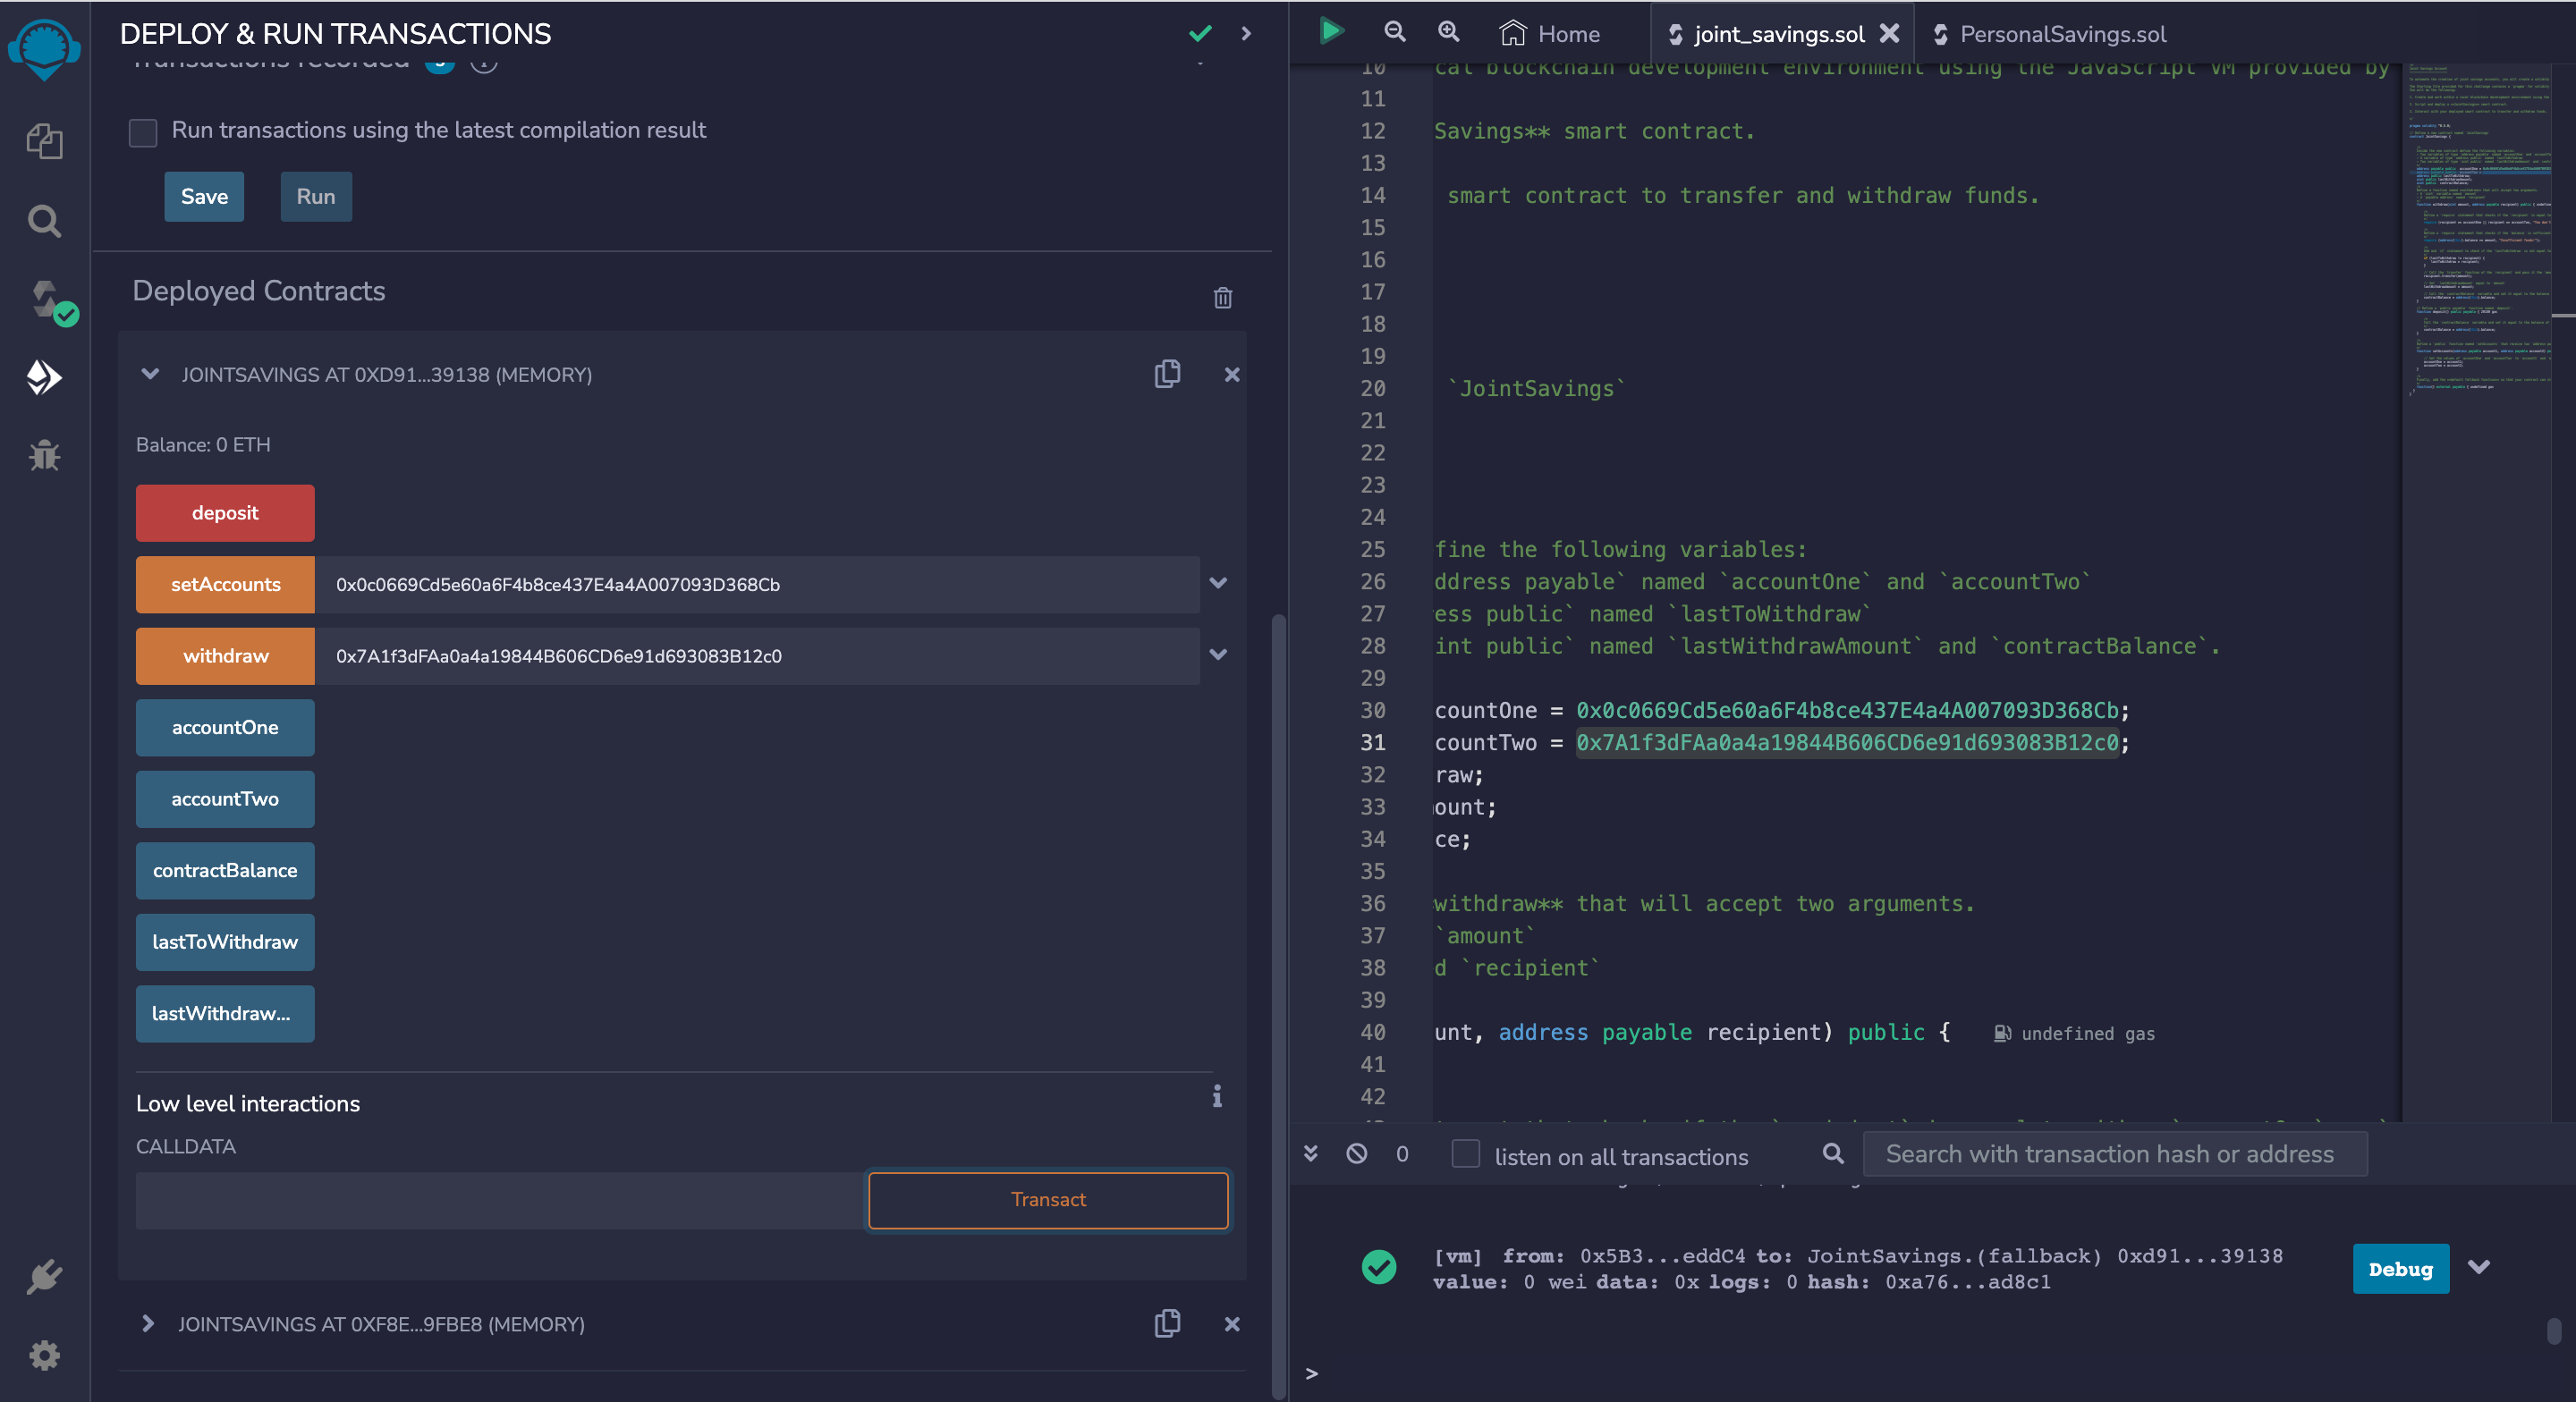 DEPLOY & RUN TRANSACTIONS
Transactions recorded
Run transactions using the latest compilation result
Save
Run
Deployed Contracts
JOINTSAVINGS AT 0XD91...39138 (MEMORY)
Balance: 0 ETH
deposit
setAccounts 0x0c0669Cd5e60a6F4b8ce437E4a4A007093D368Cb
withdraw 0x7A1f3dFAa0a4a19844B606CD6e91d693083B12c0
accountOne
accountTwo
contractBalance
lastToWithdraw
lastWithdraw...
Low level interactions
CALLDATA
Transact
JOINTSAVINGS AT 0XF8E...9FBE8 (MEMORY)
Home
joint_savings.sol
PersonalSavings.sol
10 cal blockchain development environment using the JavaScript VM provided by
11
12 Savings** smart contract.
13
14 smart contract to transfer and withdraw funds.
15
16
17
18
19
20 `JointSavings`
21
22
23
24
25 fine the following variables:
26 ddress payable` named `accountOne` and `accountTwo`
27 ess public` named `lastToWithdraw`
28 int public` named `lastWithdrawAmount` and `contractBalance`.
29
30 countOne = 0x0c0669Cd5e60a6F4b8ce437E4a4A007093D368Cb;
31 countTwo = 0x7A1f3dFAa0a4a19844B606CD6e91d693083B12c0;
32 raw;
33 ount;
34 ce;
35
36 withdraw** that will accept two arguments.
37 `amount`
38 d `recipient`
39
40 unt, address payable recipient) public { undefined gas
41
42
0
listen on all transactions
Search with transaction hash or address
[vm] from: 0x5B3...eddC4 to: JointSavings.(fallback) 0xd91...39138
value: 0 wei data: 0x logs: 0 hash: 0xa76...ad8c1
Debug
>